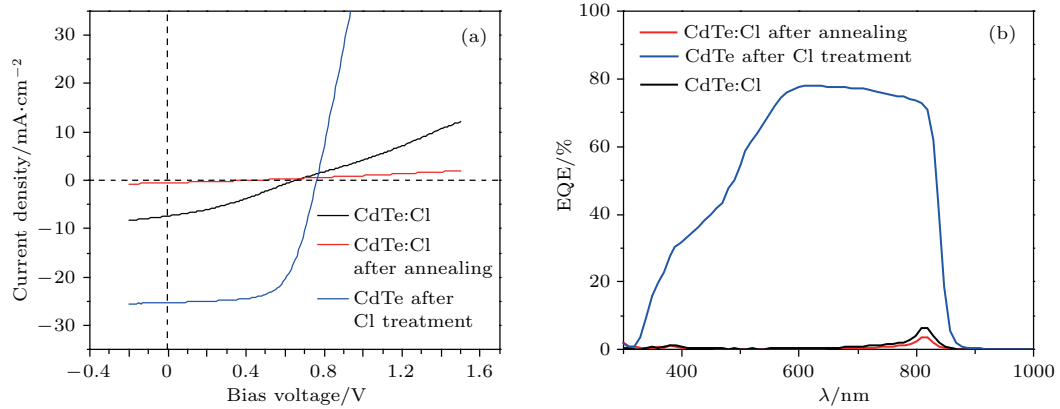 (a)
30
20
10
0
−10
−20
−30
Current density/mA·cm−2
CdTe:Cl
CdTe:Cl
after annealing
CdTe after
Cl treatment
−0.4
0
0.4
0.8
1.2
1.6
Bias voltage/V
(b)
100
80
60
40
20
0
EQE/%
CdTe:Cl after annealing
CdTe after Cl treatment
CdTe:Cl
400
600
800
1000
λ/nm